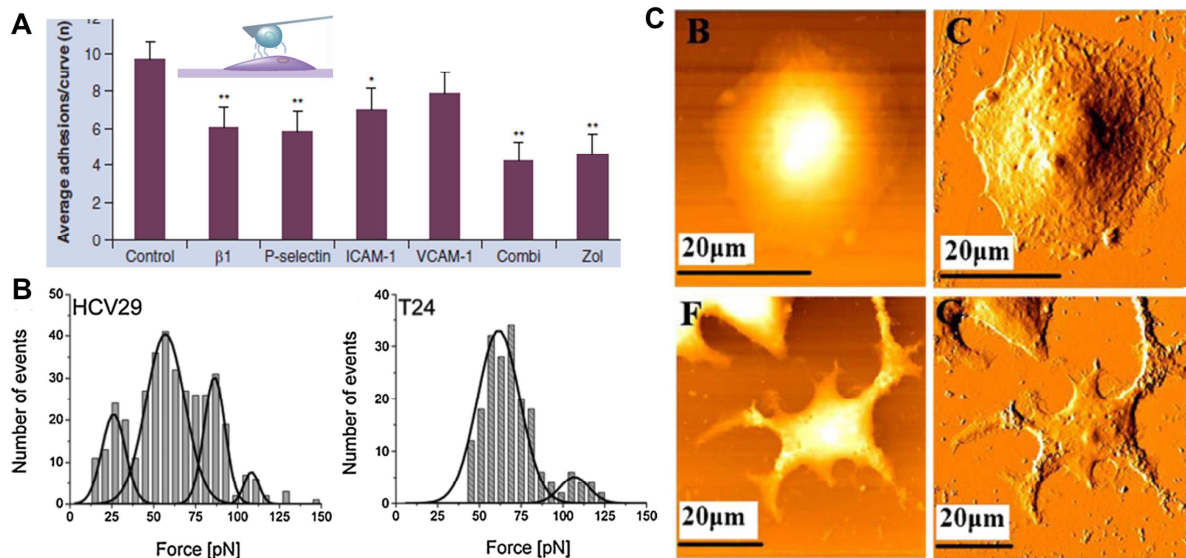 A
Average adhesions/curve (n)
10
8
6
4
2
0
**
**
*
**
**
Control
β1
P-selectin
ICAM-1
VCAM-1
Combi
Zol
B
HCV29
Number of events
50
40
30
20
10
0
0 25 50 75 100 125 150
Force [pN]
T24
Number of events
40
30
20
10
0
0 25 50 75 100 125 150
Force [pN]
C
B
20µm
C
20µm
F
20µm
G
20µm